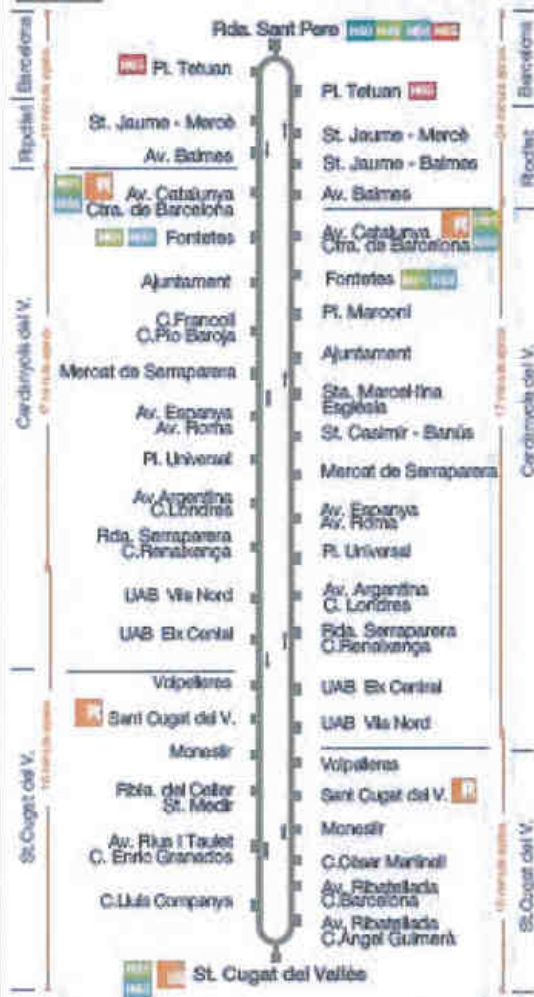 Rda. Sant Pere
Pl. Tetuan
St. Jaume - Mercè
Av. Balmes
Av. Catalunya
Ctra. de Barcelona
Fontetes
Ajuntament
C.Francolí
C.Pío Baroja
Mercat de Serraparera
Av. Espanya
Av. Roma
Pl. Universal
Av.Argentina
C.Londres
Rda. Serraparera
C.Renaixença
UAB Vila Nord
UAB Eix Central
Volpelleres
Sant Cugat del V.
Monestir
Rbla. del Celler
St. Medir
Av. Rius i Taulet
C. Enric Granados
C.Lluís Companys
St. Cugat del Vallès
Pl. Tetuan
St. Jaume - Mercè
St. Jaume - Balmes
Av. Balmes
Av. Catalunya
Ctra. de Barcelona
Fontetes
Pl. Marconi
Ajuntament
Sta. Marcel·lina
Església
St. Casimir - Banús
Mercat de Serraparera
Av. Espanya
Av. Roma
Pl. Universal
Av. Argentina
C. Londres
Rda. Serraparera
C.Renaixença
UAB Eix Central
UAB Vila Nord
Volpelleres
Sant Cugat del V.
Monestir
C.Cèsar Martinell
Av. Ribatallada
C.Barcelona
Av. Ribatallada
C.Àngel Guimerà
Barcelona
Ripollet
Cerdanyola del V.
St.Cugat del V.
Barcelona
Ripollet
Cerdanyola del V.
St.Cugat del V.